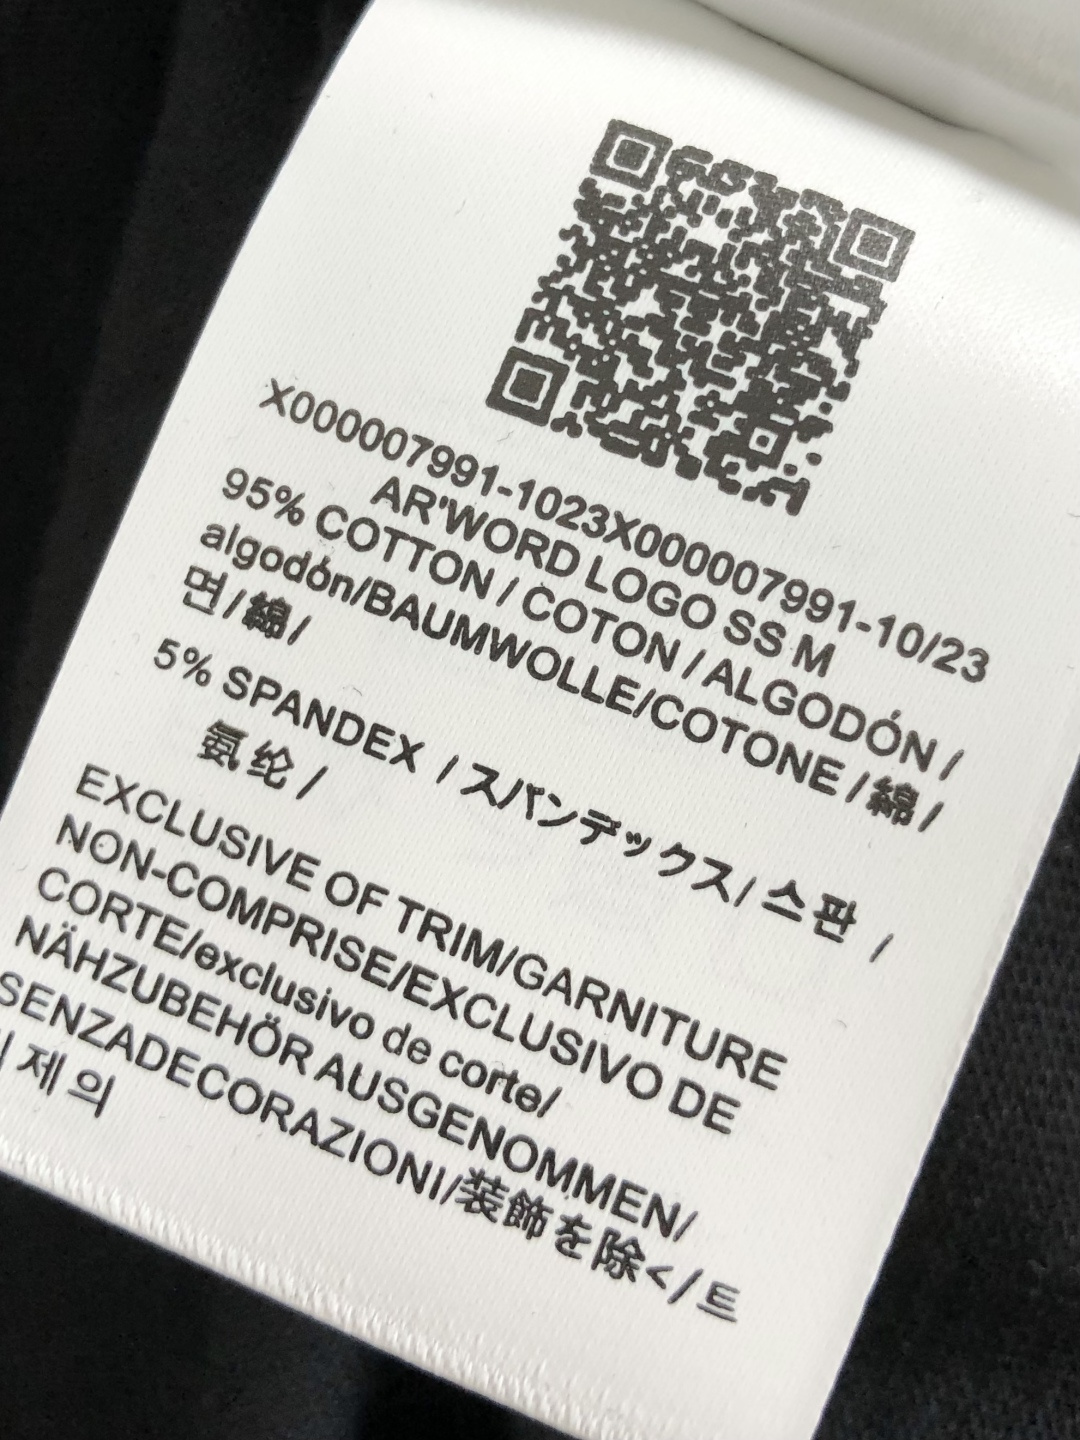 X000007991-1023X000007991-10/23
AR'WORD LOGO SS M
95% COTTON / COTON / ALGODÓN /
algodón/BAUMWOLLE/COTONE /綿/
면/綿/
5% SPANDEX / スパンデックス/ 스판 /
氨纶 /
EXCLUSIVE OF TRIM/GARNITURE
NON-COMPRISE/EXCLUSIVO DE
CORTE/exclusivo de corte/
NÄHZUBEHÖR AUSGENOMMEN/
SENZADECORAZIONI/装飾を除</트
제 의